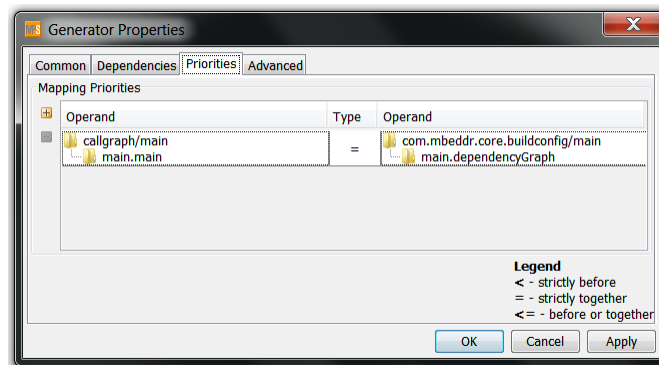 MS Generator Properties
Common Dependencies Priorities Advanced
Mapping Priorities
Operand Type Operand
callgraph/main = com.mbeddr.core.buildconfig/main
main.main main.dependencyGraph
Legend
< - strictly before
= - strictly together
<= - before or together
OK Cancel Apply